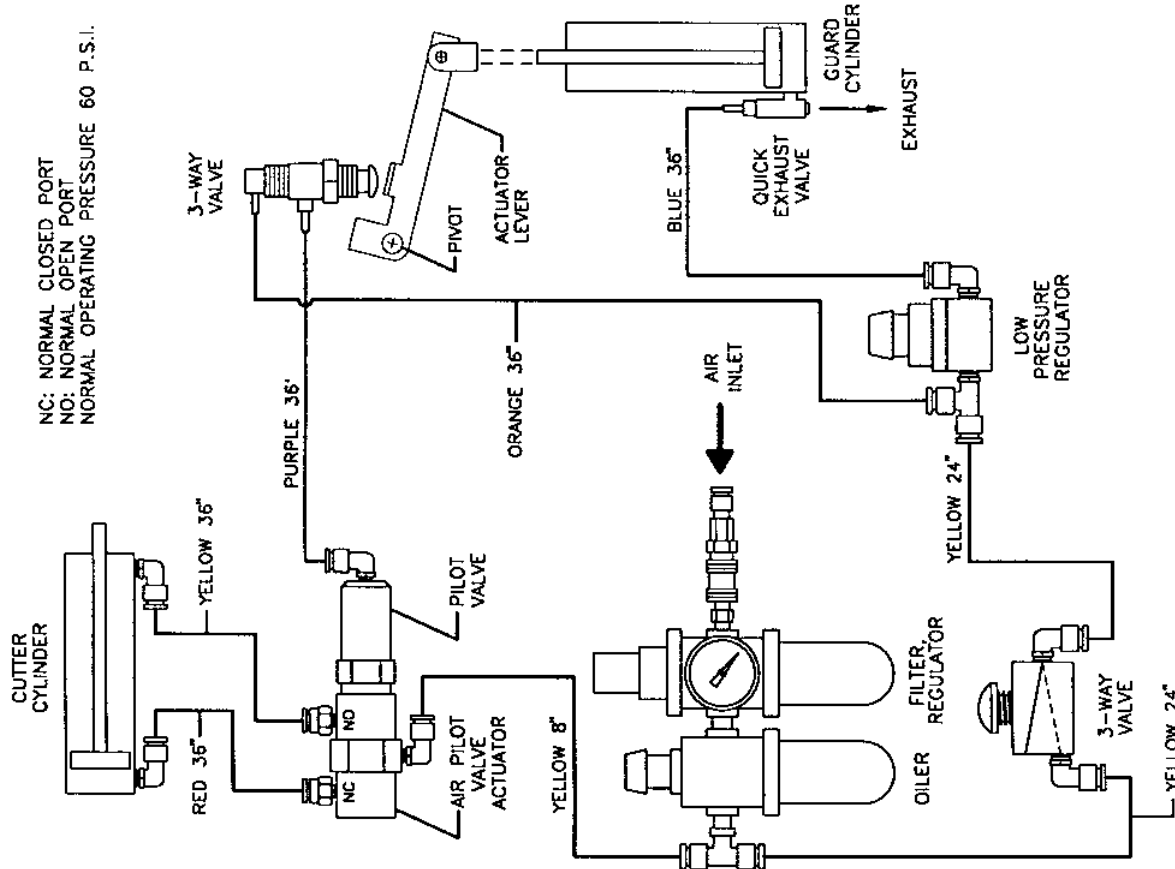 NC: NORMAL CLOSED PORT
NO: NORMAL OPEN PORT
NORMAL OPERATING PRESSURE 60 P.S.I.
CUTTER
CYLINDER
YELLOW 36"
RED 36"
NC
NO
AIR PILOT
VALVE
ACTUATOR
PILOT
VALVE
PURPLE 36'
3-WAY
VALVE
PIVOT
ACTUATOR
LEVER
GUARD
CYLINDER
QUICK
EXHAUST
VALVE
EXHAUST
BLUE 36"
ORANGE 36"
AIR
INLET
LOW
PRESSURE
REGULATOR
YELLOW 24"
YELLOW 8"
FILTER,
REGULATOR
OILER
3-WAY
VALVE
YELLOW 24"